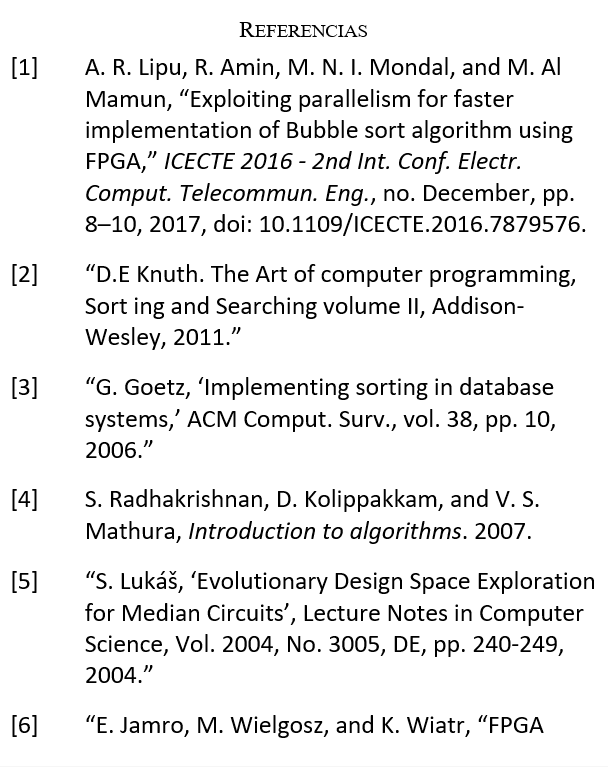 REFERENCIAS
[1] A. R. Lipu, R. Amin, M. N. I. Mondal, and M. Al
Mamun, “Exploiting parallelism for faster
implementation of Bubble sort algorithm using
FPGA,” ICECTE 2016 - 2nd Int. Conf. Electr.
Comput. Telecommun. Eng., no. December, pp.
8–10, 2017, doi: 10.1109/ICECTE.2016.7879576.
[2] “D.E Knuth. The Art of computer programming,
Sort ing and Searching volume II, Addison-
Wesley, 2011.”
[3] “G. Goetz, ‘Implementing sorting in database
systems,’ ACM Comput. Surv., vol. 38, pp. 10,
2006.”
[4] S. Radhakrishnan, D. Kolippakkam, and V. S.
Mathura, Introduction to algorithms. 2007.
[5] “S. Lukáš, ‘Evolutionary Design Space Exploration
for Median Circuits’, Lecture Notes in Computer
Science, Vol. 2004, No. 3005, DE, pp. 240-249,
2004.”
[6] “E. Jamro, M. Wielgosz, and K. Wiatr, “FPGA